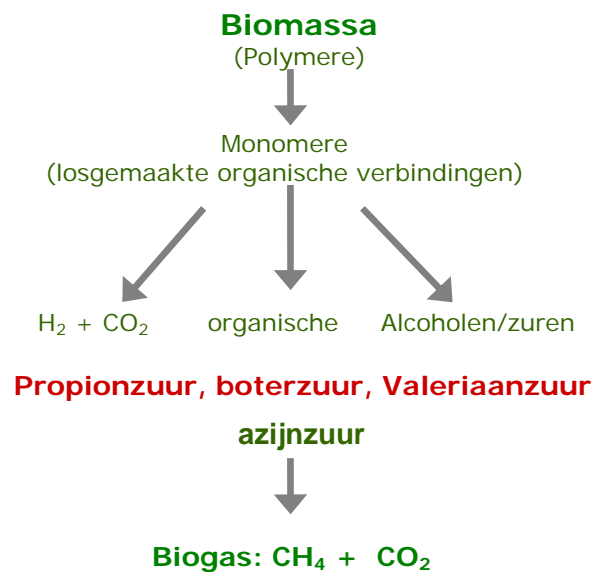 Biomassa
(Polymere)
Monomere
(losgemaakte organische verbindingen)
H₂ + CO₂ organische Alcoholen/zuren
Propionzuur, boterzuur, Valeriaanzuur
azijnzuur
Biogas: CH₄ + CO₂